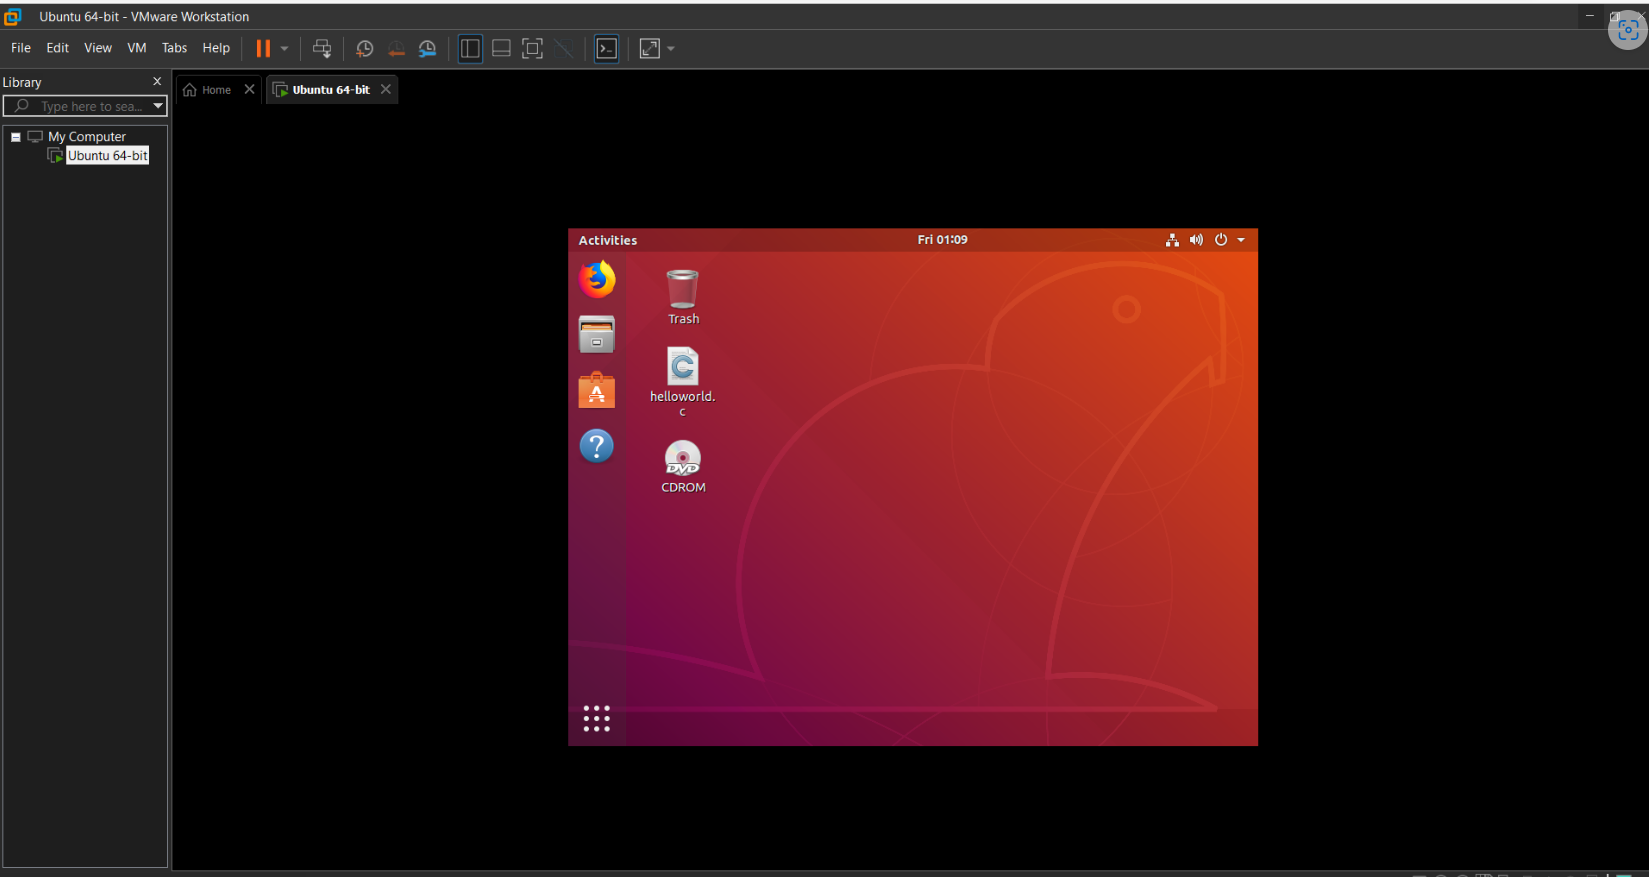 Ubuntu 64-bit - VMware Workstation
File Edit View VM Tabs Help
Library
Home
Ubuntu 64-bit
Type here to sea...
My Computer
Ubuntu 64-bit
Activities
Fri 01:09
Trash
helloworld.
c
DVD
CDROM